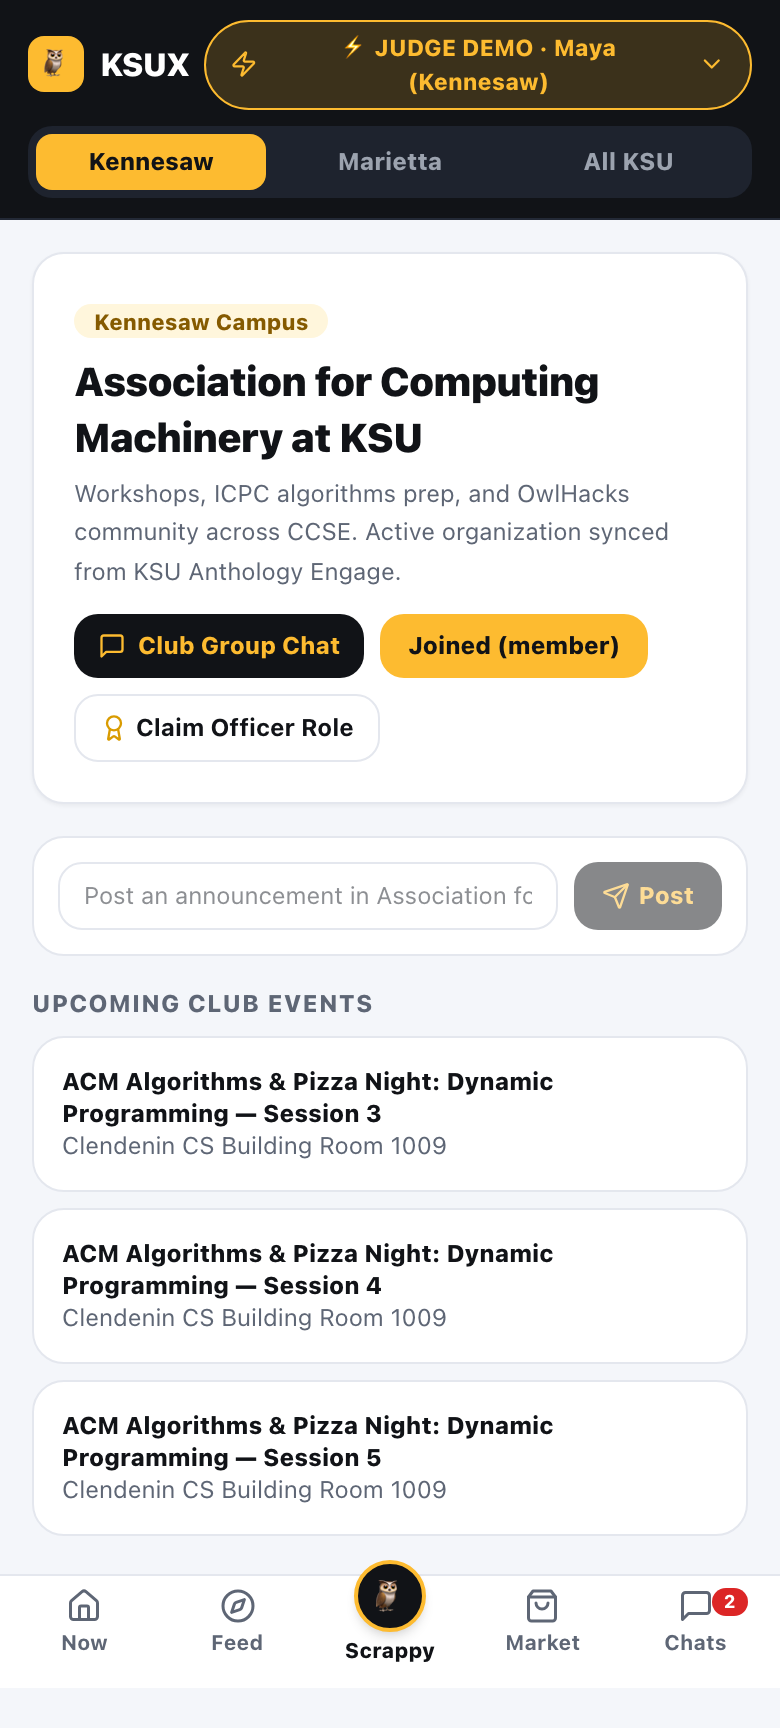 KSUX
⚡ JUDGE DEMO · Maya
(Kennesaw)
Kennesaw
Marietta
All KSU
Kennesaw Campus
Association for Computing
Machinery at KSU
Workshops, ICPC algorithms prep, and OwlHacks
community across CCSE. Active organization synced
from KSU Anthology Engage.
Club Group Chat
Joined (member)
Claim Officer Role
Post an announcement in Association fo
Post
UPCOMING CLUB EVENTS
ACM Algorithms & Pizza Night: Dynamic
Programming — Session 3
Clendenin CS Building Room 1009
ACM Algorithms & Pizza Night: Dynamic
Programming — Session 4
Clendenin CS Building Room 1009
ACM Algorithms & Pizza Night: Dynamic
Programming — Session 5
Clendenin CS Building Room 1009
Now
Feed
Scrappy
Market
2
Chats